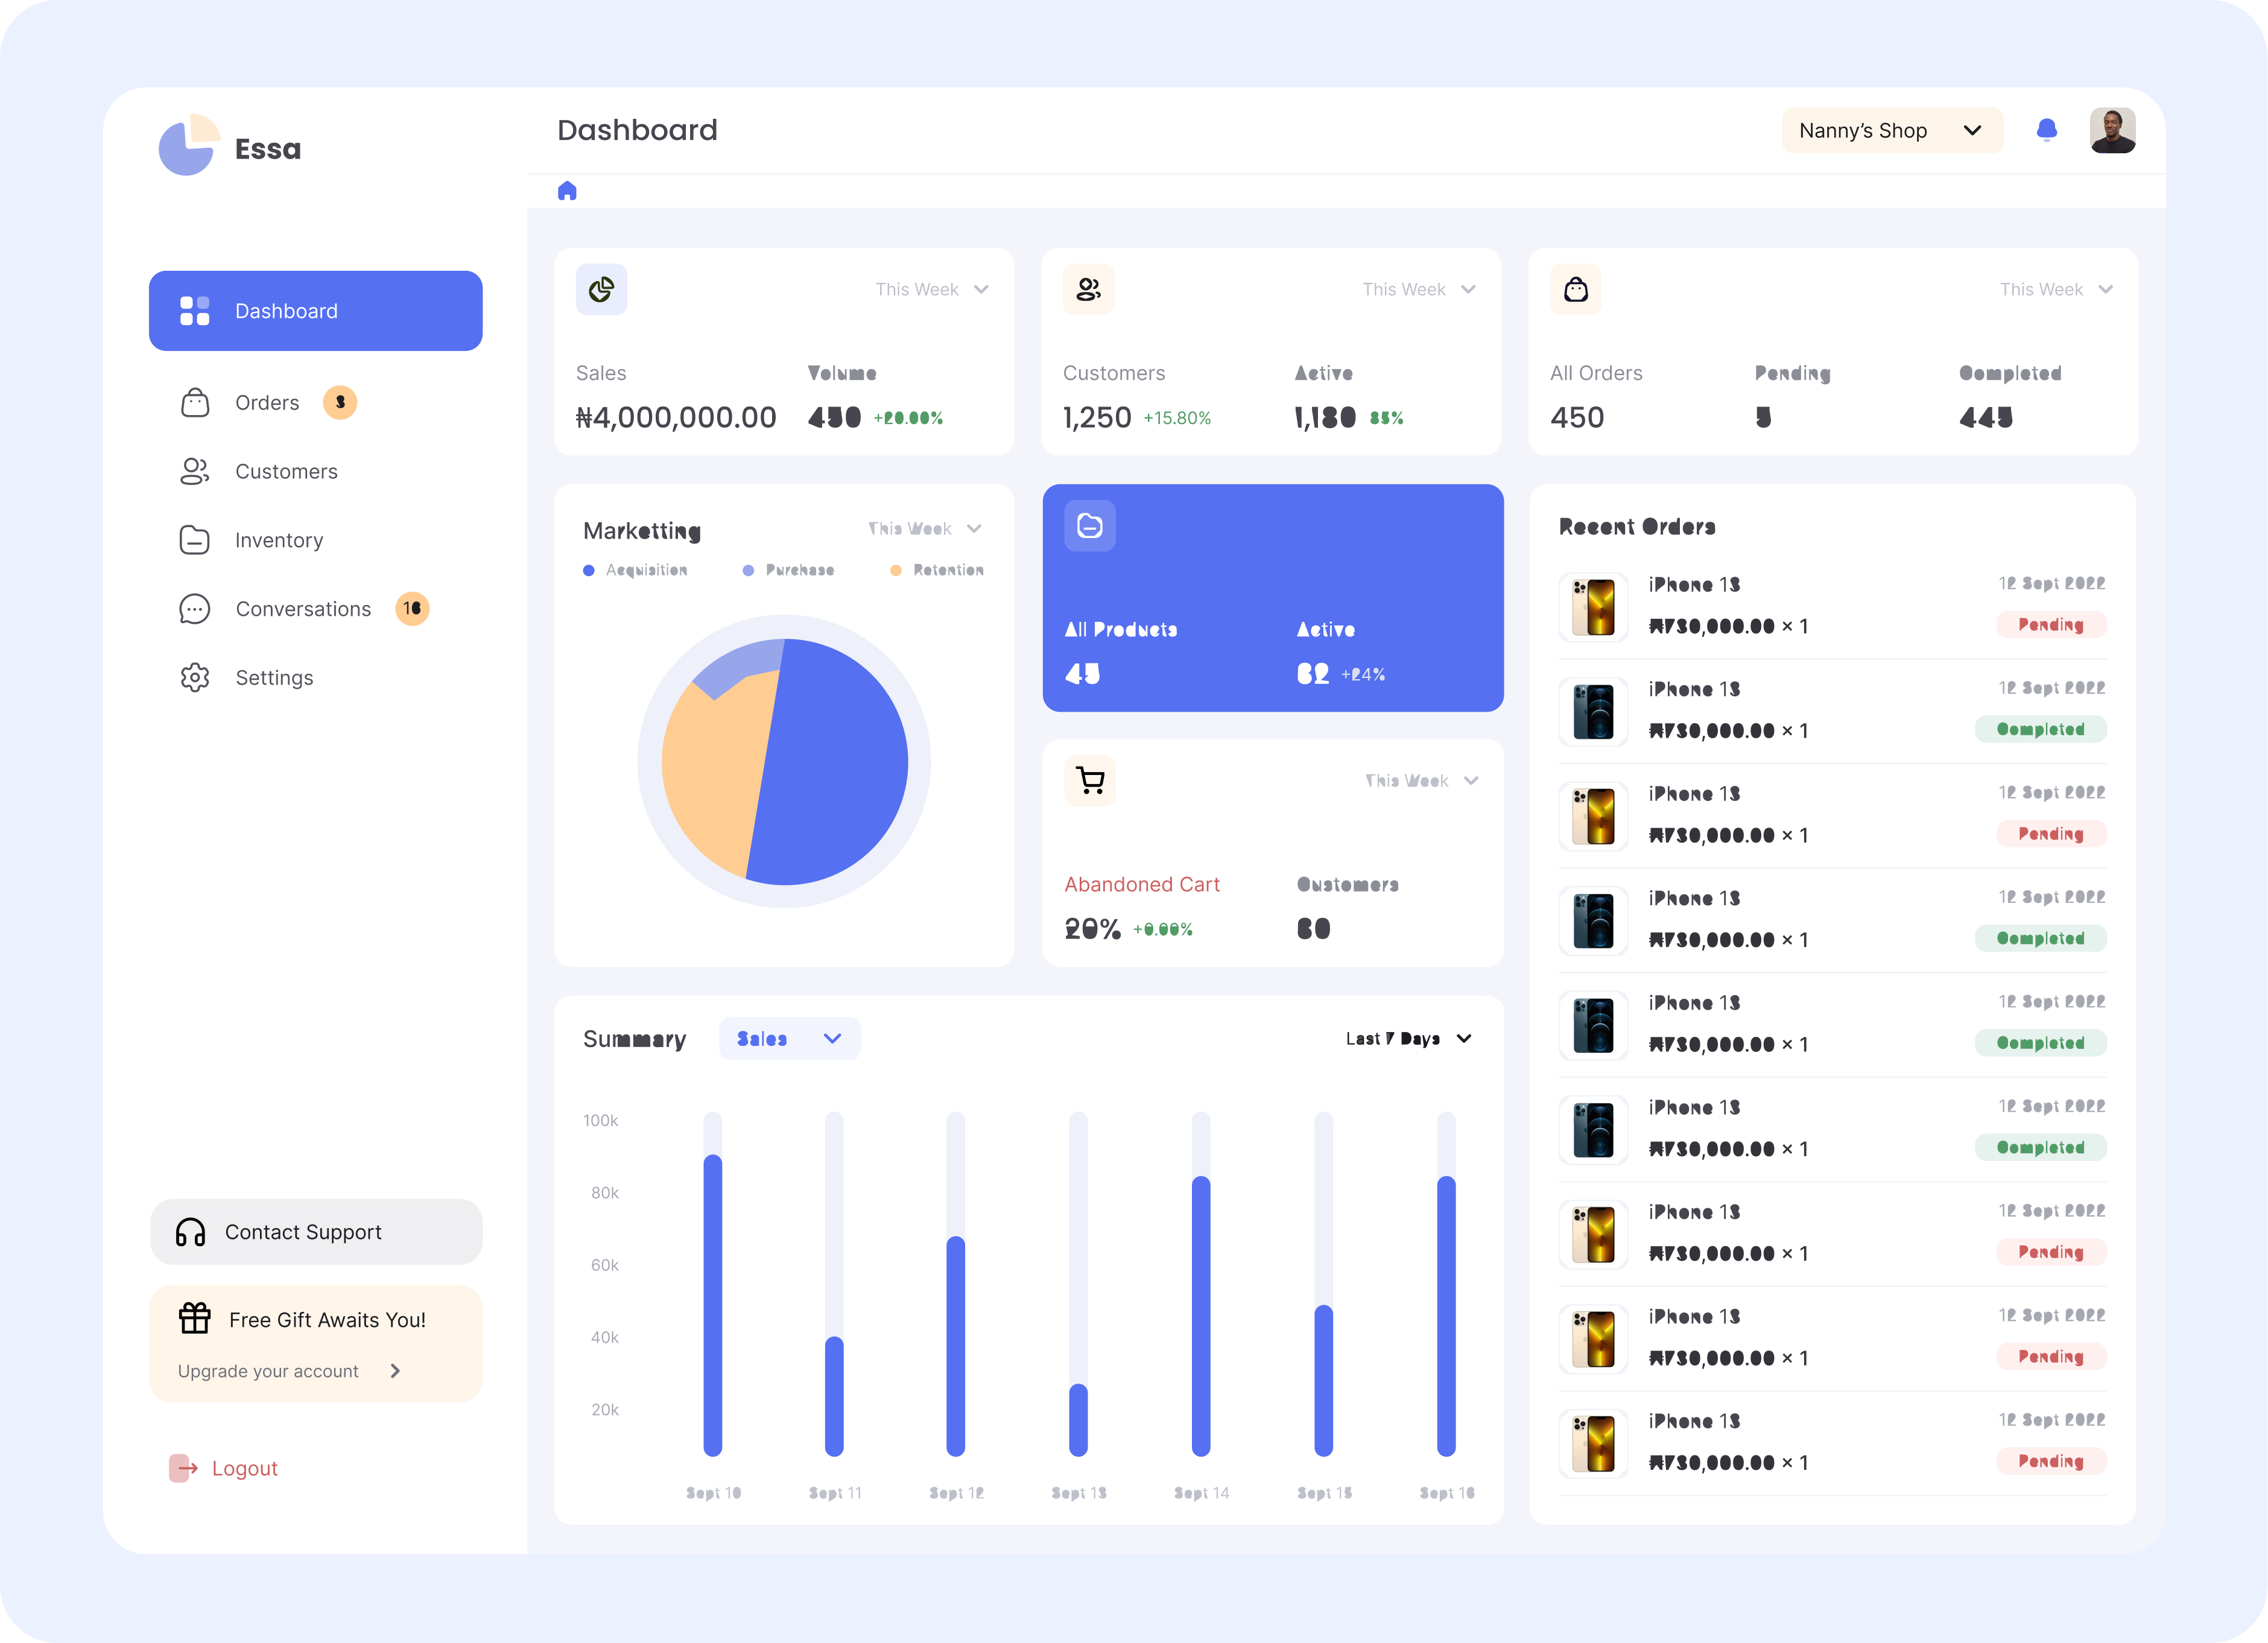 Essa
Dashboard
Nanny's Shop
Dashboard
Orders 3
Customers
Inventory
Conversations 16
Settings
Contact Support
Free Gift Awaits You!
Upgrade your account
Logout
This Week
Sales Volume
₦4,000,000.00 450 +20.00%
This Week
Customers Active
1,250 +15.80% 1,180 85%
This Week
All Orders Pending Completed
450 5 445
Marketting This Week
Acquisition Purchase Retention
All Products Active
45 +24%
This Week
Abandoned Cart Customers
20% +0.00%
Summary Sales Last 7 Days
100k
80k
60k
40k
20k
Sept 10 Sept 11 Sept 12 Sept 13 Sept 14 Sept 15 Sept 16
Recent Orders
iPhone 13 12 Sept 2022
₦730,000.00 × 1 Pending
iPhone 13 12 Sept 2022
₦730,000.00 × 1 Completed
iPhone 13 12 Sept 2022
₦730,000.00 × 1 Pending
iPhone 13 12 Sept 2022
₦730,000.00 × 1 Completed
iPhone 13 12 Sept 2022
₦730,000.00 × 1 Completed
iPhone 13 12 Sept 2022
₦730,000.00 × 1 Completed
iPhone 13 12 Sept 2022
₦730,000.00 × 1 Pending
iPhone 13 12 Sept 2022
₦730,000.00 × 1 Pending
iPhone 13 12 Sept 2022
₦730,000.00 × 1 Pending